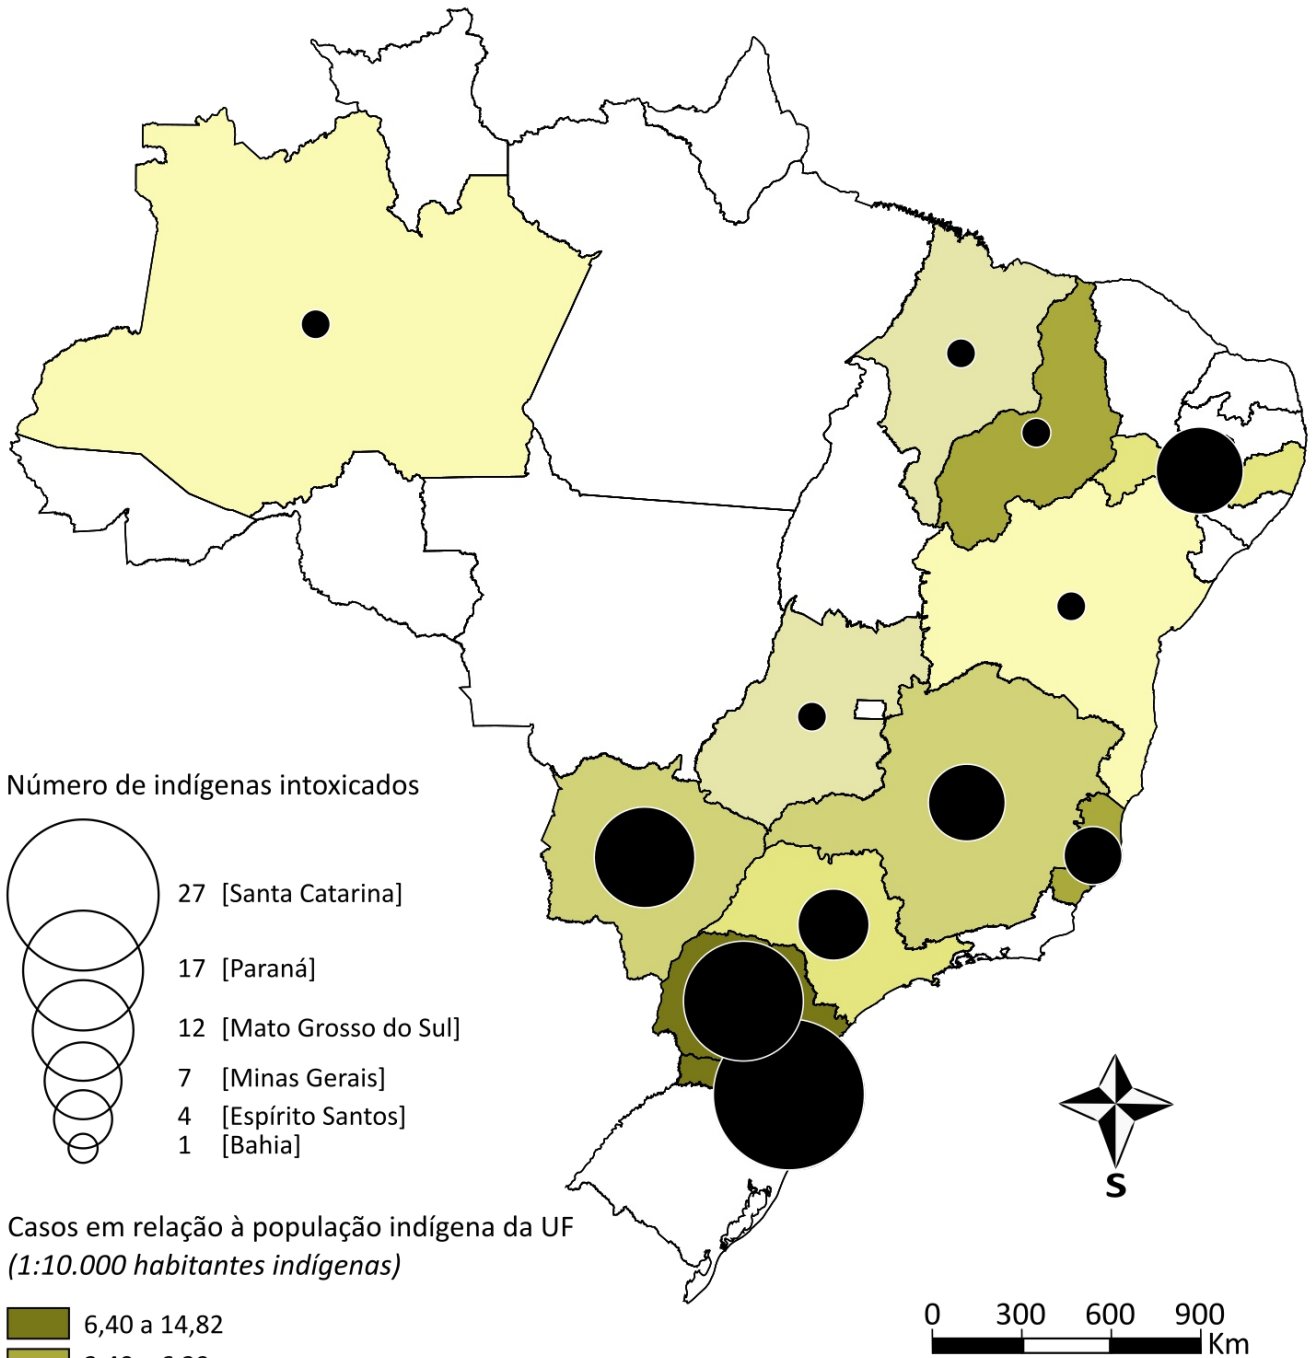 Número de indígenas intoxicados
27 [Santa Catarina]
17 [Paraná]
12 [Mato Grosso do Sul]
7 [Minas Gerais]
4 [Espírito Santos]
1 [Bahia]
S
Casos em relação à população indígena da UF
(1:10.000 habitantes indígenas)
6,40 a 14,82
0 300 600 900
Km